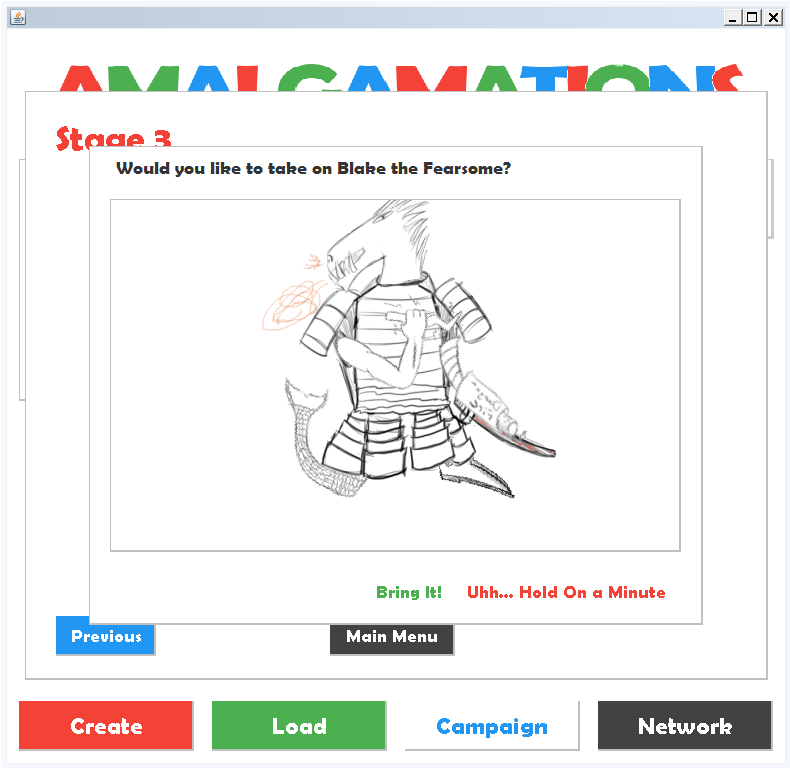 AMALGAMATIONS
Stage 3
Would you like to take on Blake the Fearsome?
Bring It! Uhh... Hold On a Minute
Previous Main Menu
Create Load Campaign Network